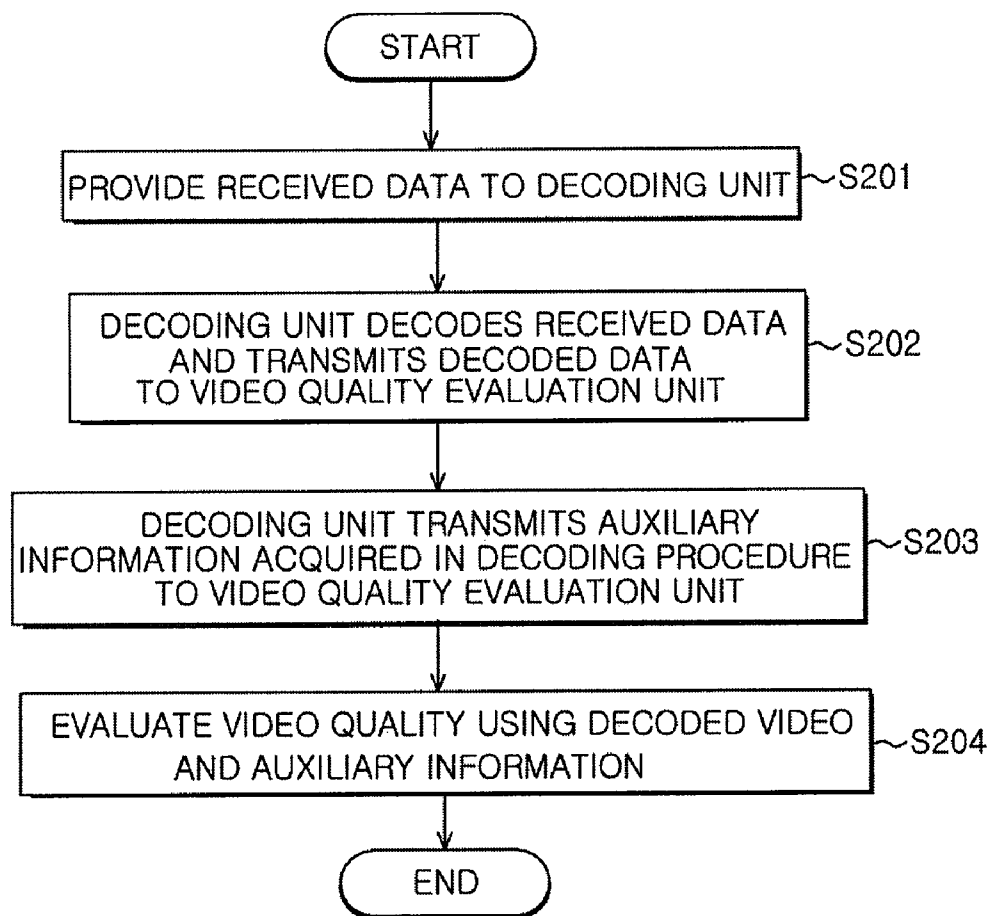 START
PROVIDE RECEIVED DATA TO DECODING UNIT
S201
DECODING UNIT DECODES RECEIVED DATA
AND TRANSMITS DECODED DATA
TO VIDEO QUALITY EVALUATION UNIT
S202
DECODING UNIT TRANSMITS AUXILIARY
INFORMATION ACQUIRED IN DECODING PROCEDURE
TO VIDEO QUALITY EVALUATION UNIT
S203
EVALUATE VIDEO QUALITY USING DECODED VIDEO
AND AUXILIARY INFORMATION
S204
END